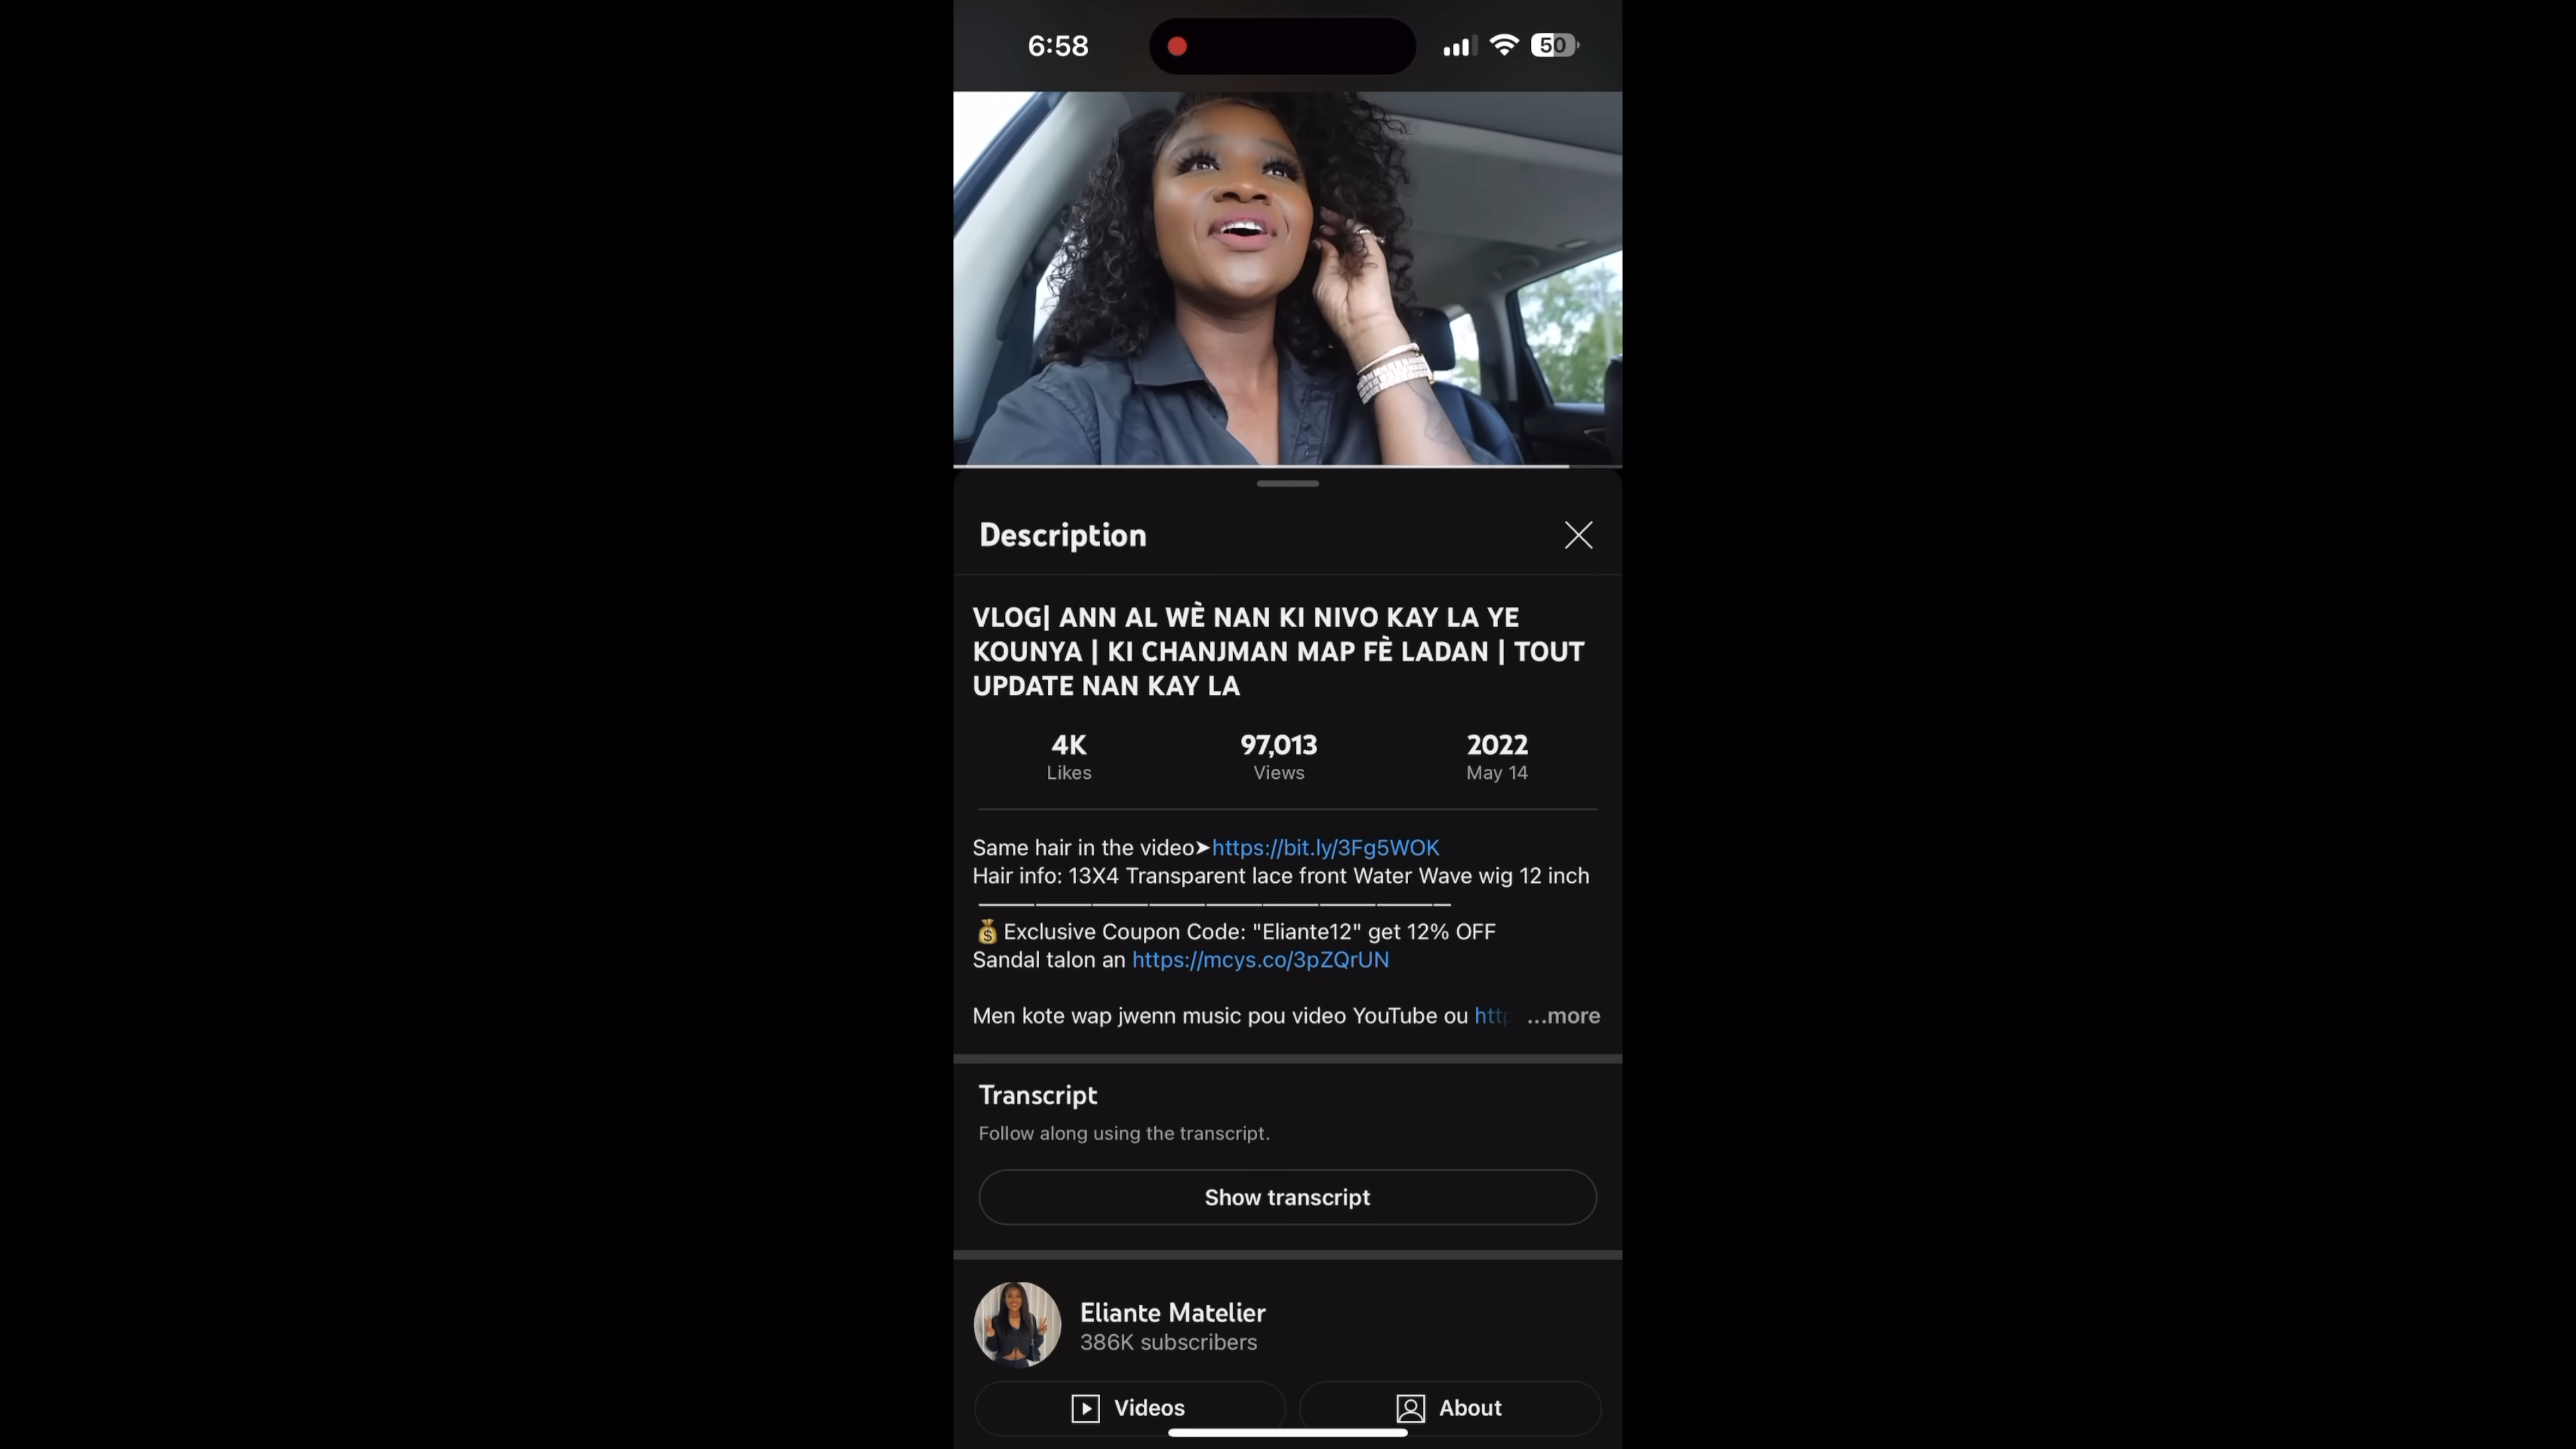 6:58
50
Description
VLOG| ANN AL WÈ NAN KI NIVO KAY LA YE
KOUNYA | KI CHANJMAN MAP FÈ LADAN | TOUT
UPDATE NAN KAY LA
4K 97,013 2022
Likes Views May 14
Same hair in the video➤https://bit.ly/3Fg5WOK
Hair info: 13X4 Transparent lace front Water Wave wig 12 inch
—————————
💰Exclusive Coupon Code: "Eliante12" get 12% OFF
Sandal talon an https://mcys.co/3pZQrUN
Men kote wap jwenn music pou video YouTube ou http ...more
Transcript
Follow along using the transcript.
Show transcript
Eliante Matelier
386K subscribers
Videos About